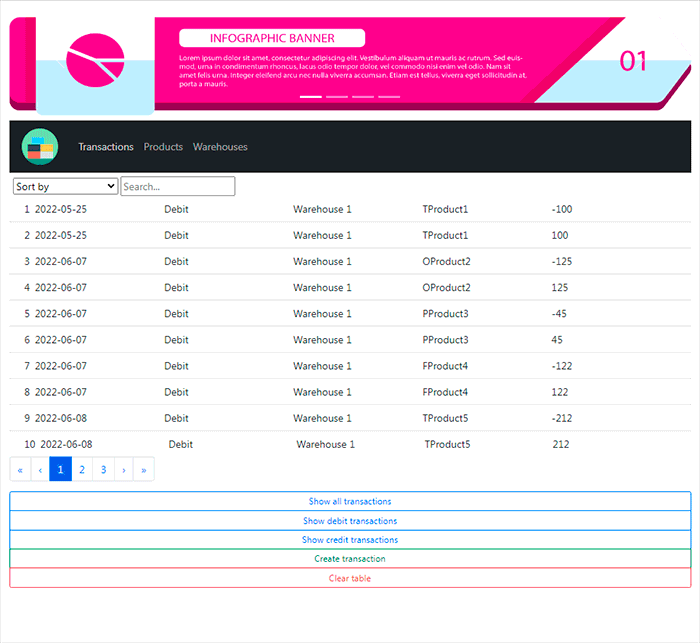 INFOGRAPHIC BANNER
Lorem ipsum dolor sit amet, consectetur adipiscing elit. Vestibulum aliquam ut mauris ac rutrum. Sed euis-
mod, urna in condimentum rhoncus, lacus odio tempor dolor, vel commodo enim enim vel odio. Nam sit
amet felis urna. Integer eleifend arcu nec nulla viverra accumsan. Etiam est tellus, viverra eget sollicitudin at,
porta a mauris.
01
Transactions Products Warehouses
Sort by Search...
1 2022-05-25 Debit Warehouse 1 TProduct1 -100
2 2022-05-25 Debit Warehouse 1 TProduct1 100
3 2022-06-07 Debit Warehouse 1 OProduct2 -125
4 2022-06-07 Debit Warehouse 1 OProduct2 125
5 2022-06-07 Debit Warehouse 1 PProduct3 -45
6 2022-06-07 Debit Warehouse 1 PProduct3 45
7 2022-06-07 Debit Warehouse 1 FProduct4 -122
8 2022-06-07 Debit Warehouse 1 FProduct4 122
9 2022-06-08 Debit Warehouse 1 TProduct5 -212
10 2022-06-08 Debit Warehouse 1 TProduct5 212
« ‹ 1 2 3 › »
Show all transactions
Show debit transactions
Show credit transactions
Create transaction
Clear table